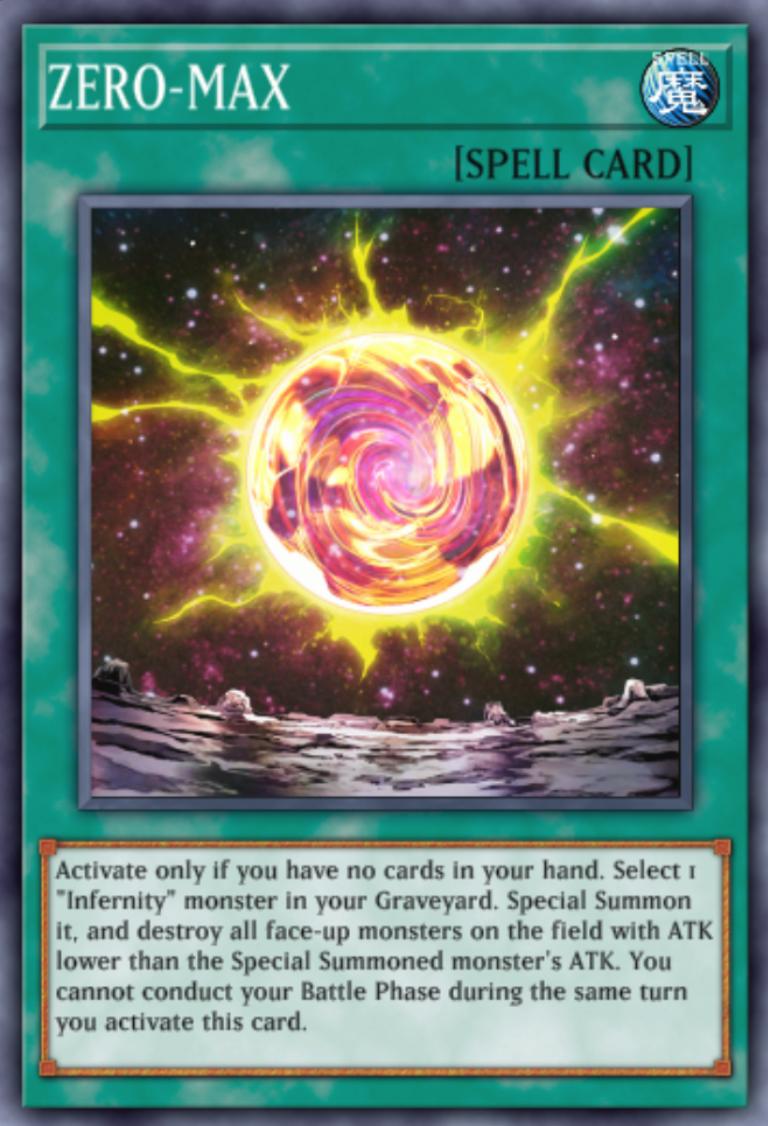 ZERO-MAX
SPELL
魔
[SPELL CARD]
Activate only if you have no cards in your hand. Select 1
"Infernity" monster in your Graveyard. Special Summon
it, and destroy all face-up monsters on the field with ATK
lower than the Special Summoned monster's ATK. You
cannot conduct your Battle Phase during the same turn
you activate this card.